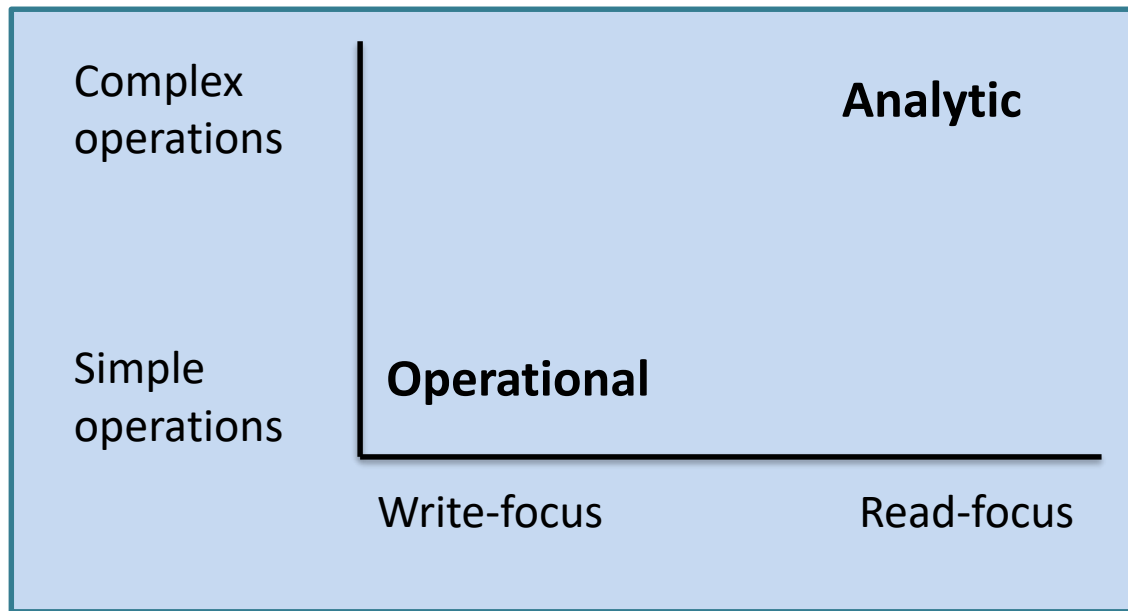 Complex
operations
Analytic
Simple
operations
Operational
Write-focus
Read-focus